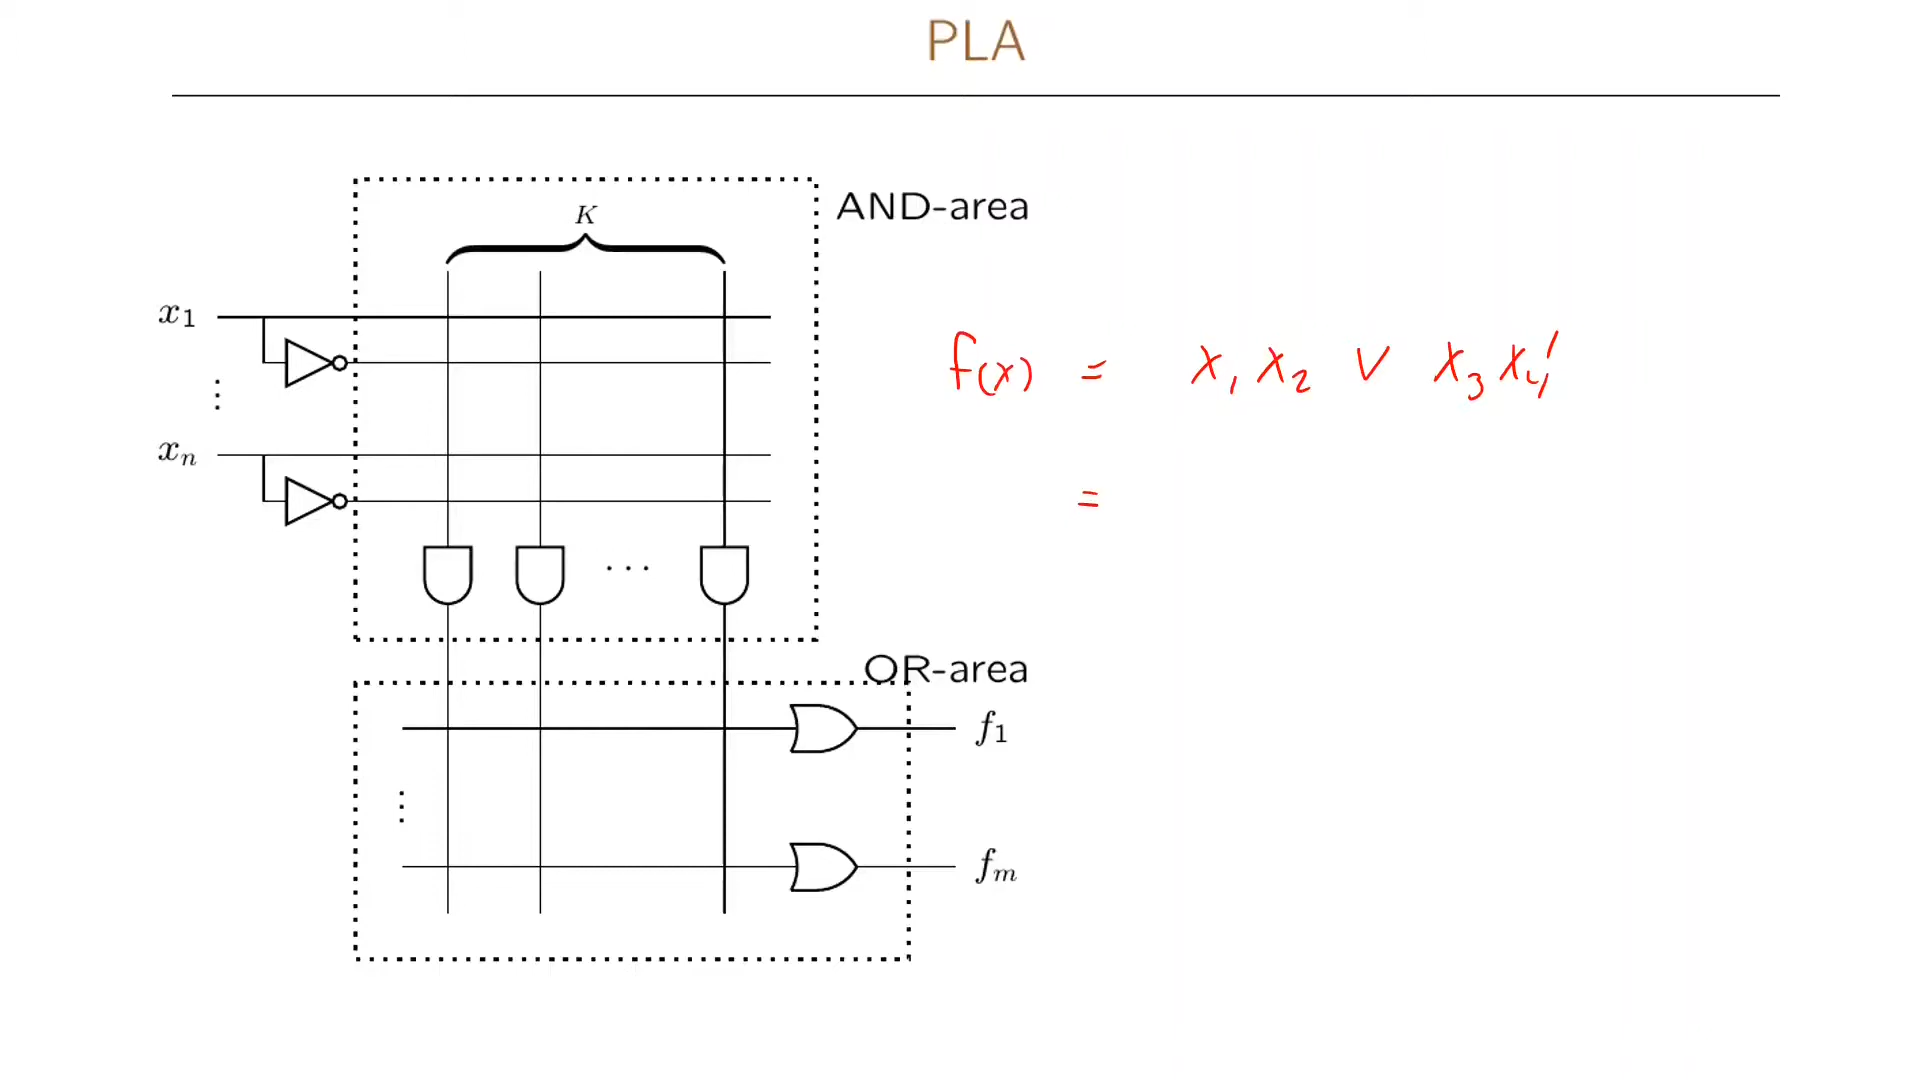 PLA
AND-area
K
x₁
⋮
xₙ
f(x) = x₁x₂ ∨ x₃x₄'
=
···
OR-area
f₁
⋮
fₘ